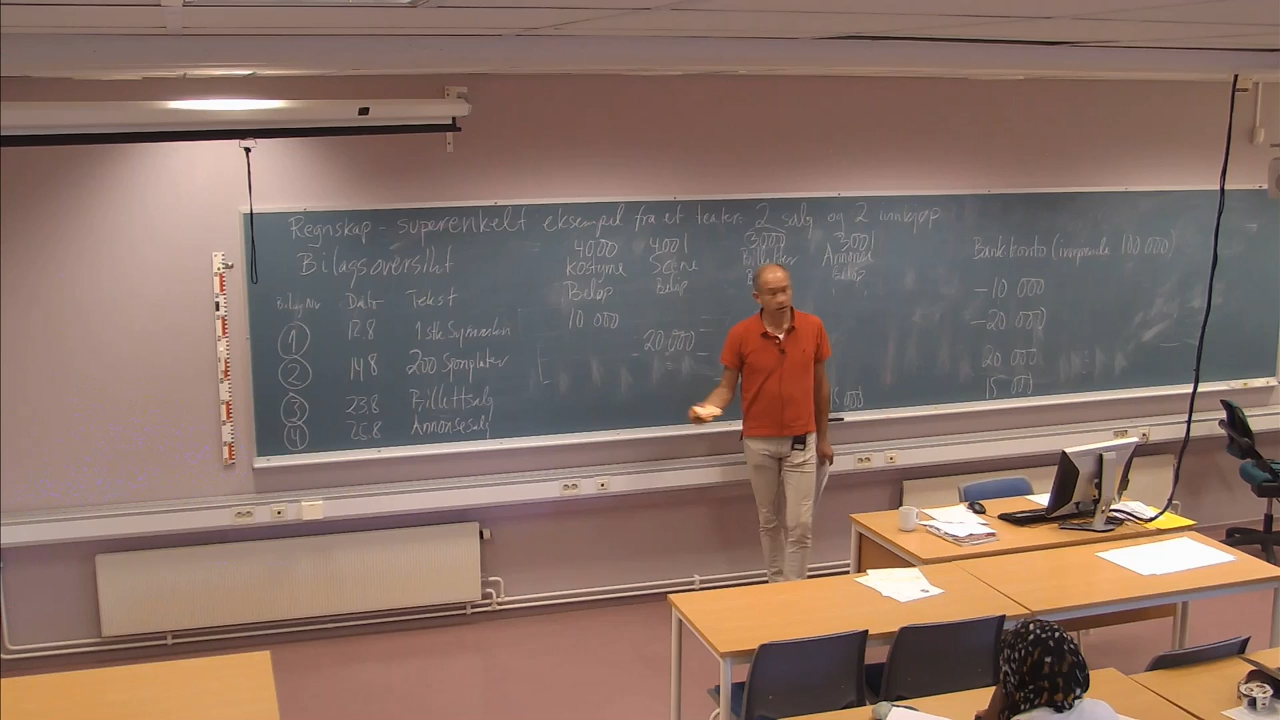 Regnskap - superenkelt eksempel fra et teater: 2 salg og 2 innkjøp
Bilagsoversikt 4000 4001 3000 3001 Bankkonto (inngående 100 000)
Kostyme Scene Billetter Annonse
Bilag Nr Dato Tekst Beløp Beløp Beløp
1 12.8 1 stk Symaskin 10 000 -10 000
2 14.8 200 Sponplater 20 000 -20 000
3 23.8 Billettsalg 20 000
4 25.8 Annonsesalg 15 000 15 000